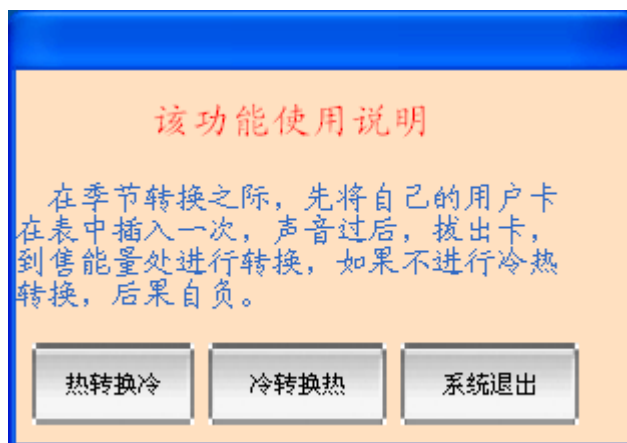 该功能使用说明
在季节转换之际，先将自己的用户卡
在表中插入一次，声音过后，拔出卡，
到售能量处进行转换，如果不进行冷热
转换，后果自负。
热转换冷 冷转换热 系统退出